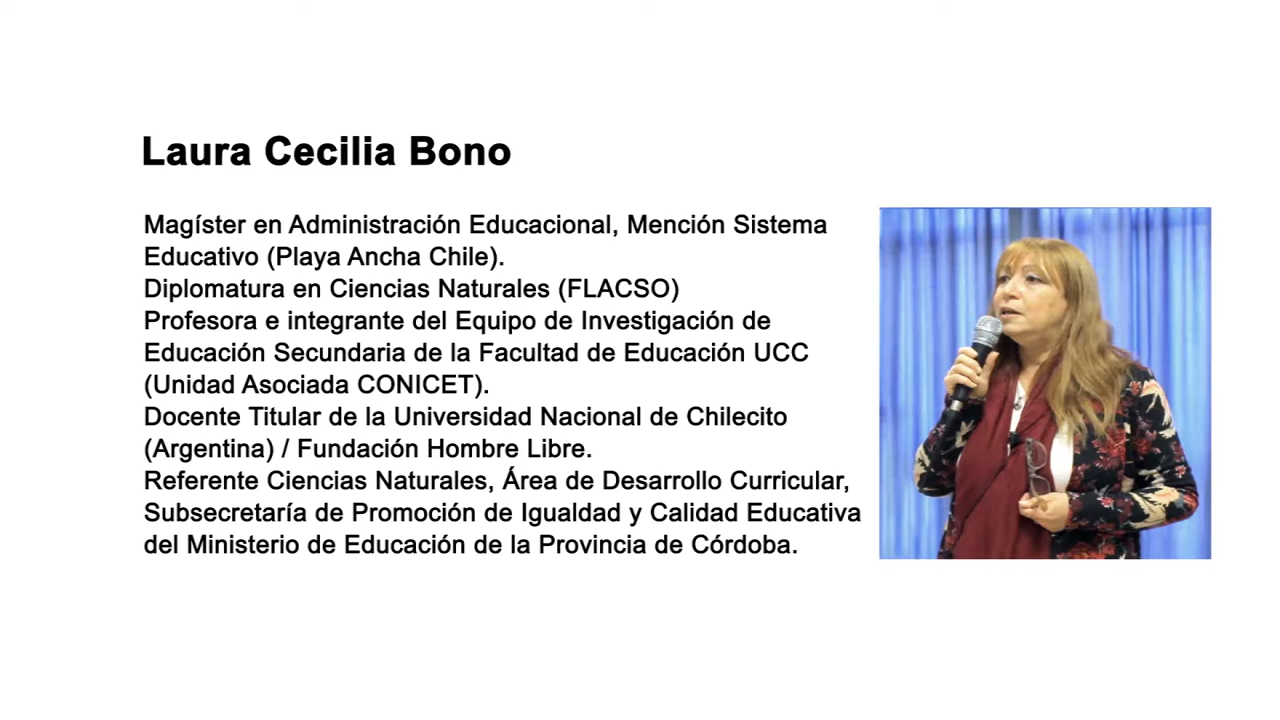 Laura Cecilia Bono
Magíster en Administración Educacional, Mención Sistema
Educativo (Playa Ancha Chile).
Diplomatura en Ciencias Naturales (FLACSO)
Profesora e integrante del Equipo de Investigación de
Educación Secundaria de la Facultad de Educación UCC
(Unidad Asociada CONICET).
Docente Titular de la Universidad Nacional de Chilecito
(Argentina) / Fundación Hombre Libre.
Referente Ciencias Naturales, Área de Desarrollo Curricular,
Subsecretaría de Promoción de Igualdad y Calidad Educativa
del Ministerio de Educación de la Provincia de Córdoba.